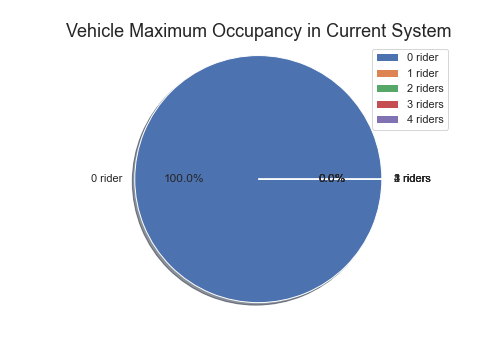 Vehicle Maximum Occupancy in Current System
0 rider
1 rider
2 riders
3 riders
4 riders
0 rider
100.0%
0.0%
riders